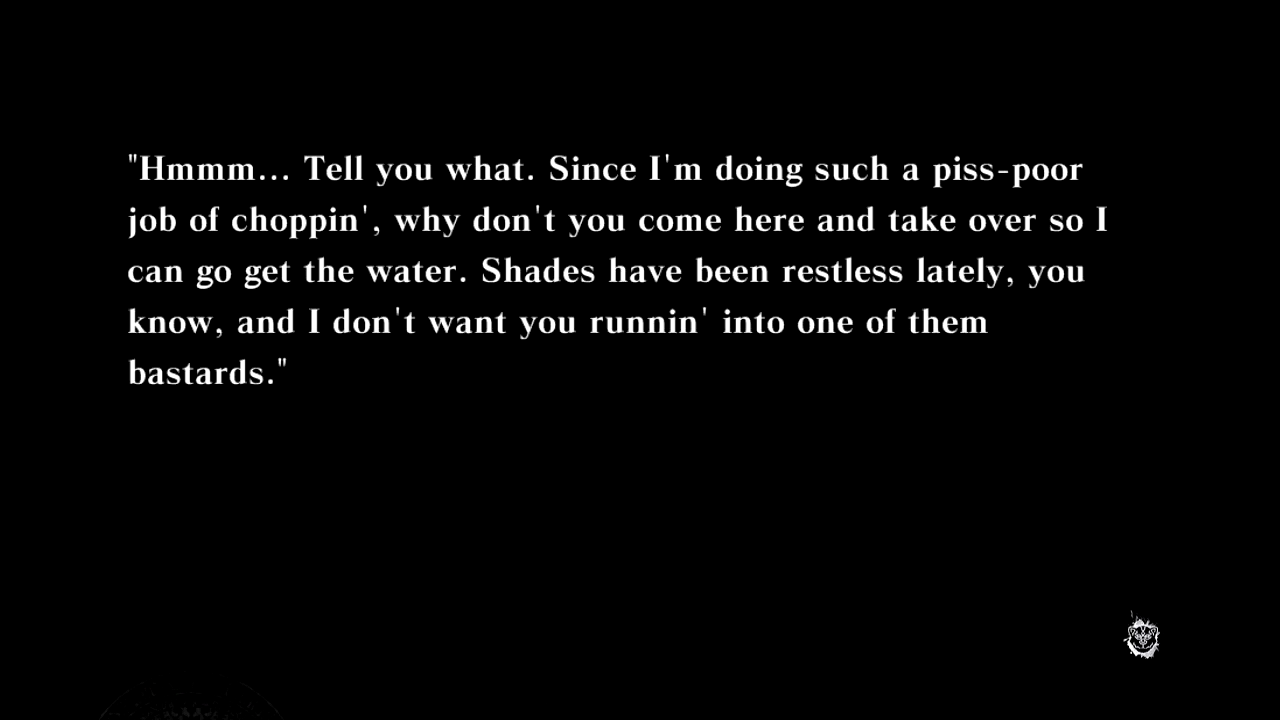 "Hmmm... Tell you what. Since I'm doing such a piss-poor
job of choppin', why don't you come here and take over so I
can go get the water. Shades have been restless lately, you
know, and I don't want you runnin' into one of them
bastards."